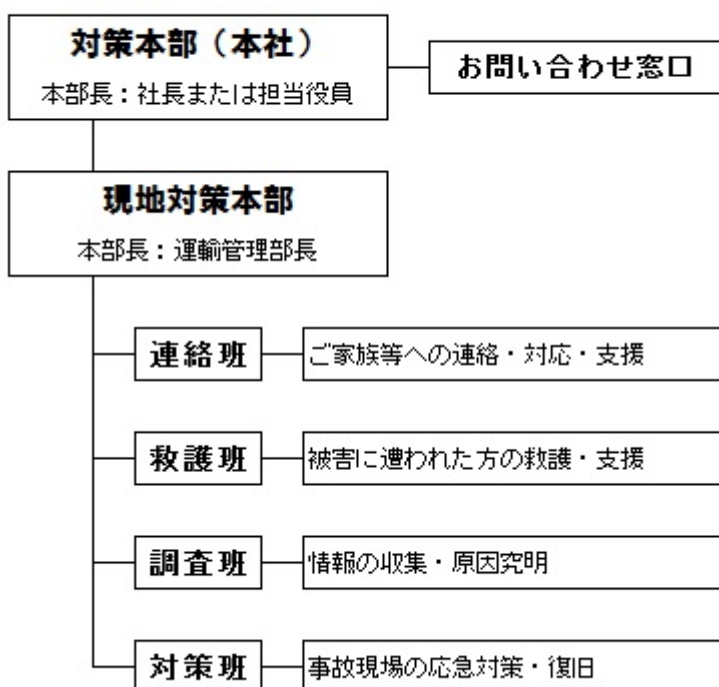 対策本部（本社）
本部長：社長または担当役員
お問い合わせ窓口
現地対策本部
本部長：運輸管理部長
連絡班
ご家族等への連絡・対応・支援
救護班
被害に遭われた方の救護・支援
調査班
情報の収集・原因究明
対策班
事故現場の応急対策・復旧